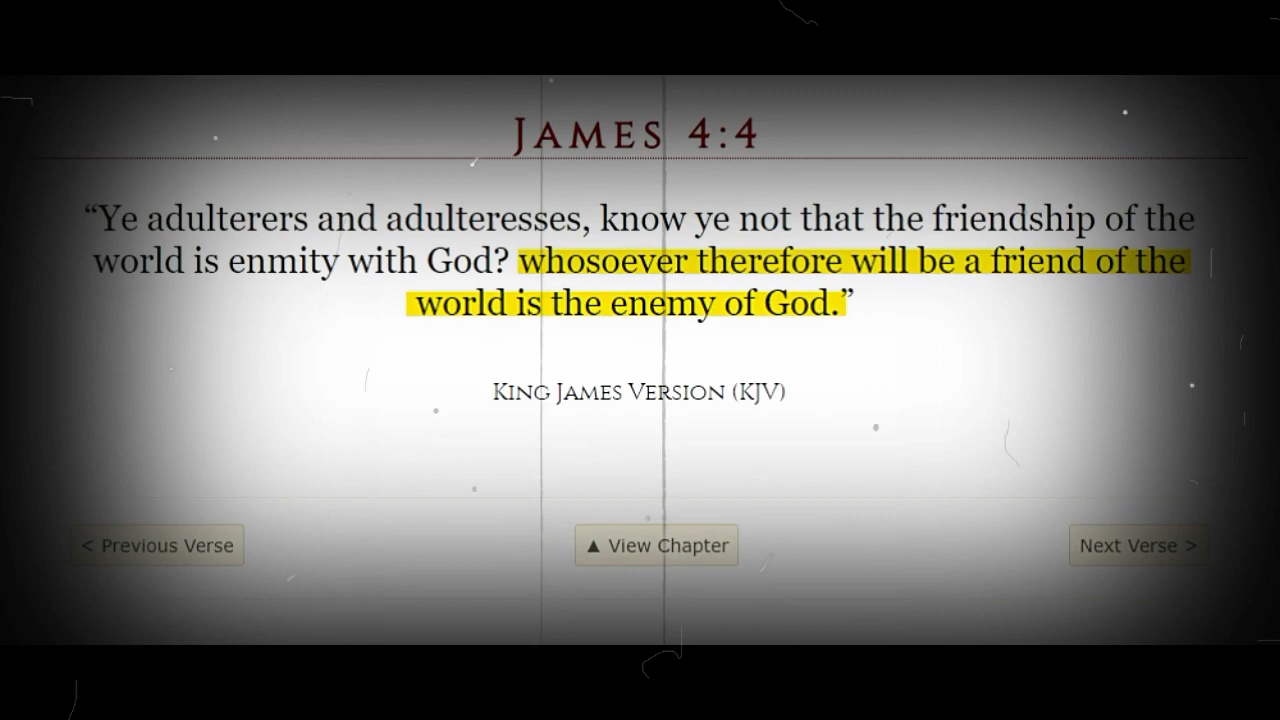 JAMES 4:4
“Ye adulterers and adulteresses, know ye not that the friendship of the
world is enmity with God? whosoever therefore will be a friend of the
world is the enemy of God.”
KING JAMES VERSION (KJV)
< Previous Verse
▲ View Chapter
Next Verse >